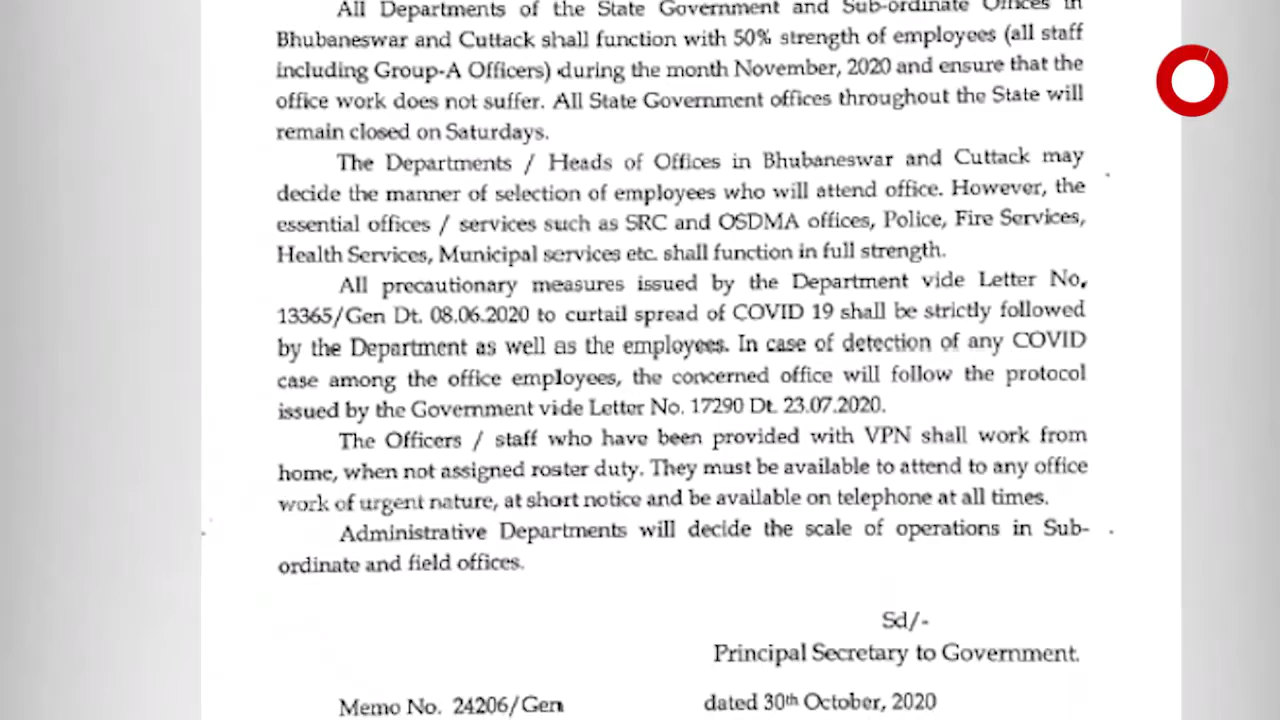 All Departments of the State Government and Sub-ordinate Offices in
Bhubaneswar and Cuttack shall function with 50% strength of employees (all staff
including Group-A Officers) during the month November, 2020 and ensure that the
office work does not suffer. All State Government offices throughout the State will
remain closed on Saturdays.
The Departments / Heads of Offices in Bhubaneswar and Cuttack may
decide the manner of selection of employees who will attend office. However, the
essential offices / services such as SRC and OSDMA offices, Police, Fire Services,
Health Services, Municipal services etc. shall function in full strength.
All precautionary measures issued by the Department vide Letter No.
13365/Gen Dt. 08.06.2020 to curtail spread of COVID 19 shall be strictly followed
by the Department as well as the employees. In case of detection of any COVID
case among the office employees, the concerned office will follow the protocol
issued by the Government vide Letter No. 17290 Dt. 23.07.2020.
The Officers / staff who have been provided with VPN shall work from
home, when not assigned roster duty. They must be available to attend to any office
work of urgent nature, at short notice and be available on telephone at all times.
Administrative Departments will decide the scale of operations in Sub-
ordinate and field offices.
Sd/-
Principal Secretary to Government.
Memo No. 24206/Gen dated 30th October, 2020